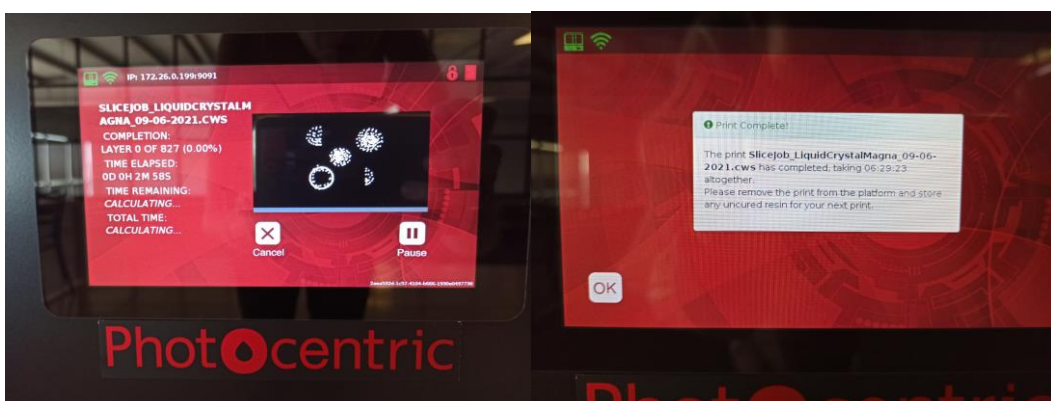 IP: 172.26.0.199:9091
SLICEJOB_LIQUIDCRYSTALM
AGNA_09-06-2021.CWS
COMPLETION:
LAYER 0 OF 827 (0.00%)
TIME ELAPSED:
0D 0H 2M 58S
TIME REMAINING:
CALCULATING...
TOTAL TIME:
CALCULATING...
Cancel
Pause
Photocentric
Print Complete!
The print SliceJob_LiquidCrystalMagna_09-06-
2021.cws has completed, taking 06:29:23
altogether.
Please remove the print from the platform and store
any uncured resin for your next print.
OK
Photocentric